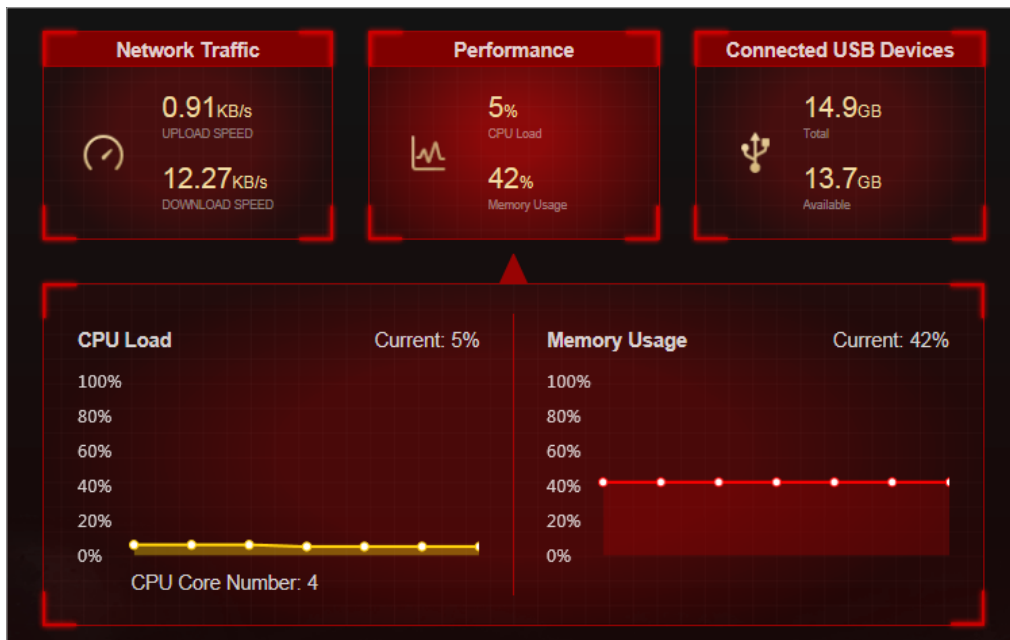 Network Traffic
0.91KB/s
UPLOAD SPEED
12.27KB/s
DOWNLOAD SPEED
Performance
5%
CPU Load
42%
Memory Usage
Connected USB Devices
14.9GB
Total
13.7GB
Available
CPU Load Current: 5%
100%
80%
60%
40%
20%
0%
CPU Core Number: 4
Memory Usage Current: 42%
100%
80%
60%
40%
20%
0%